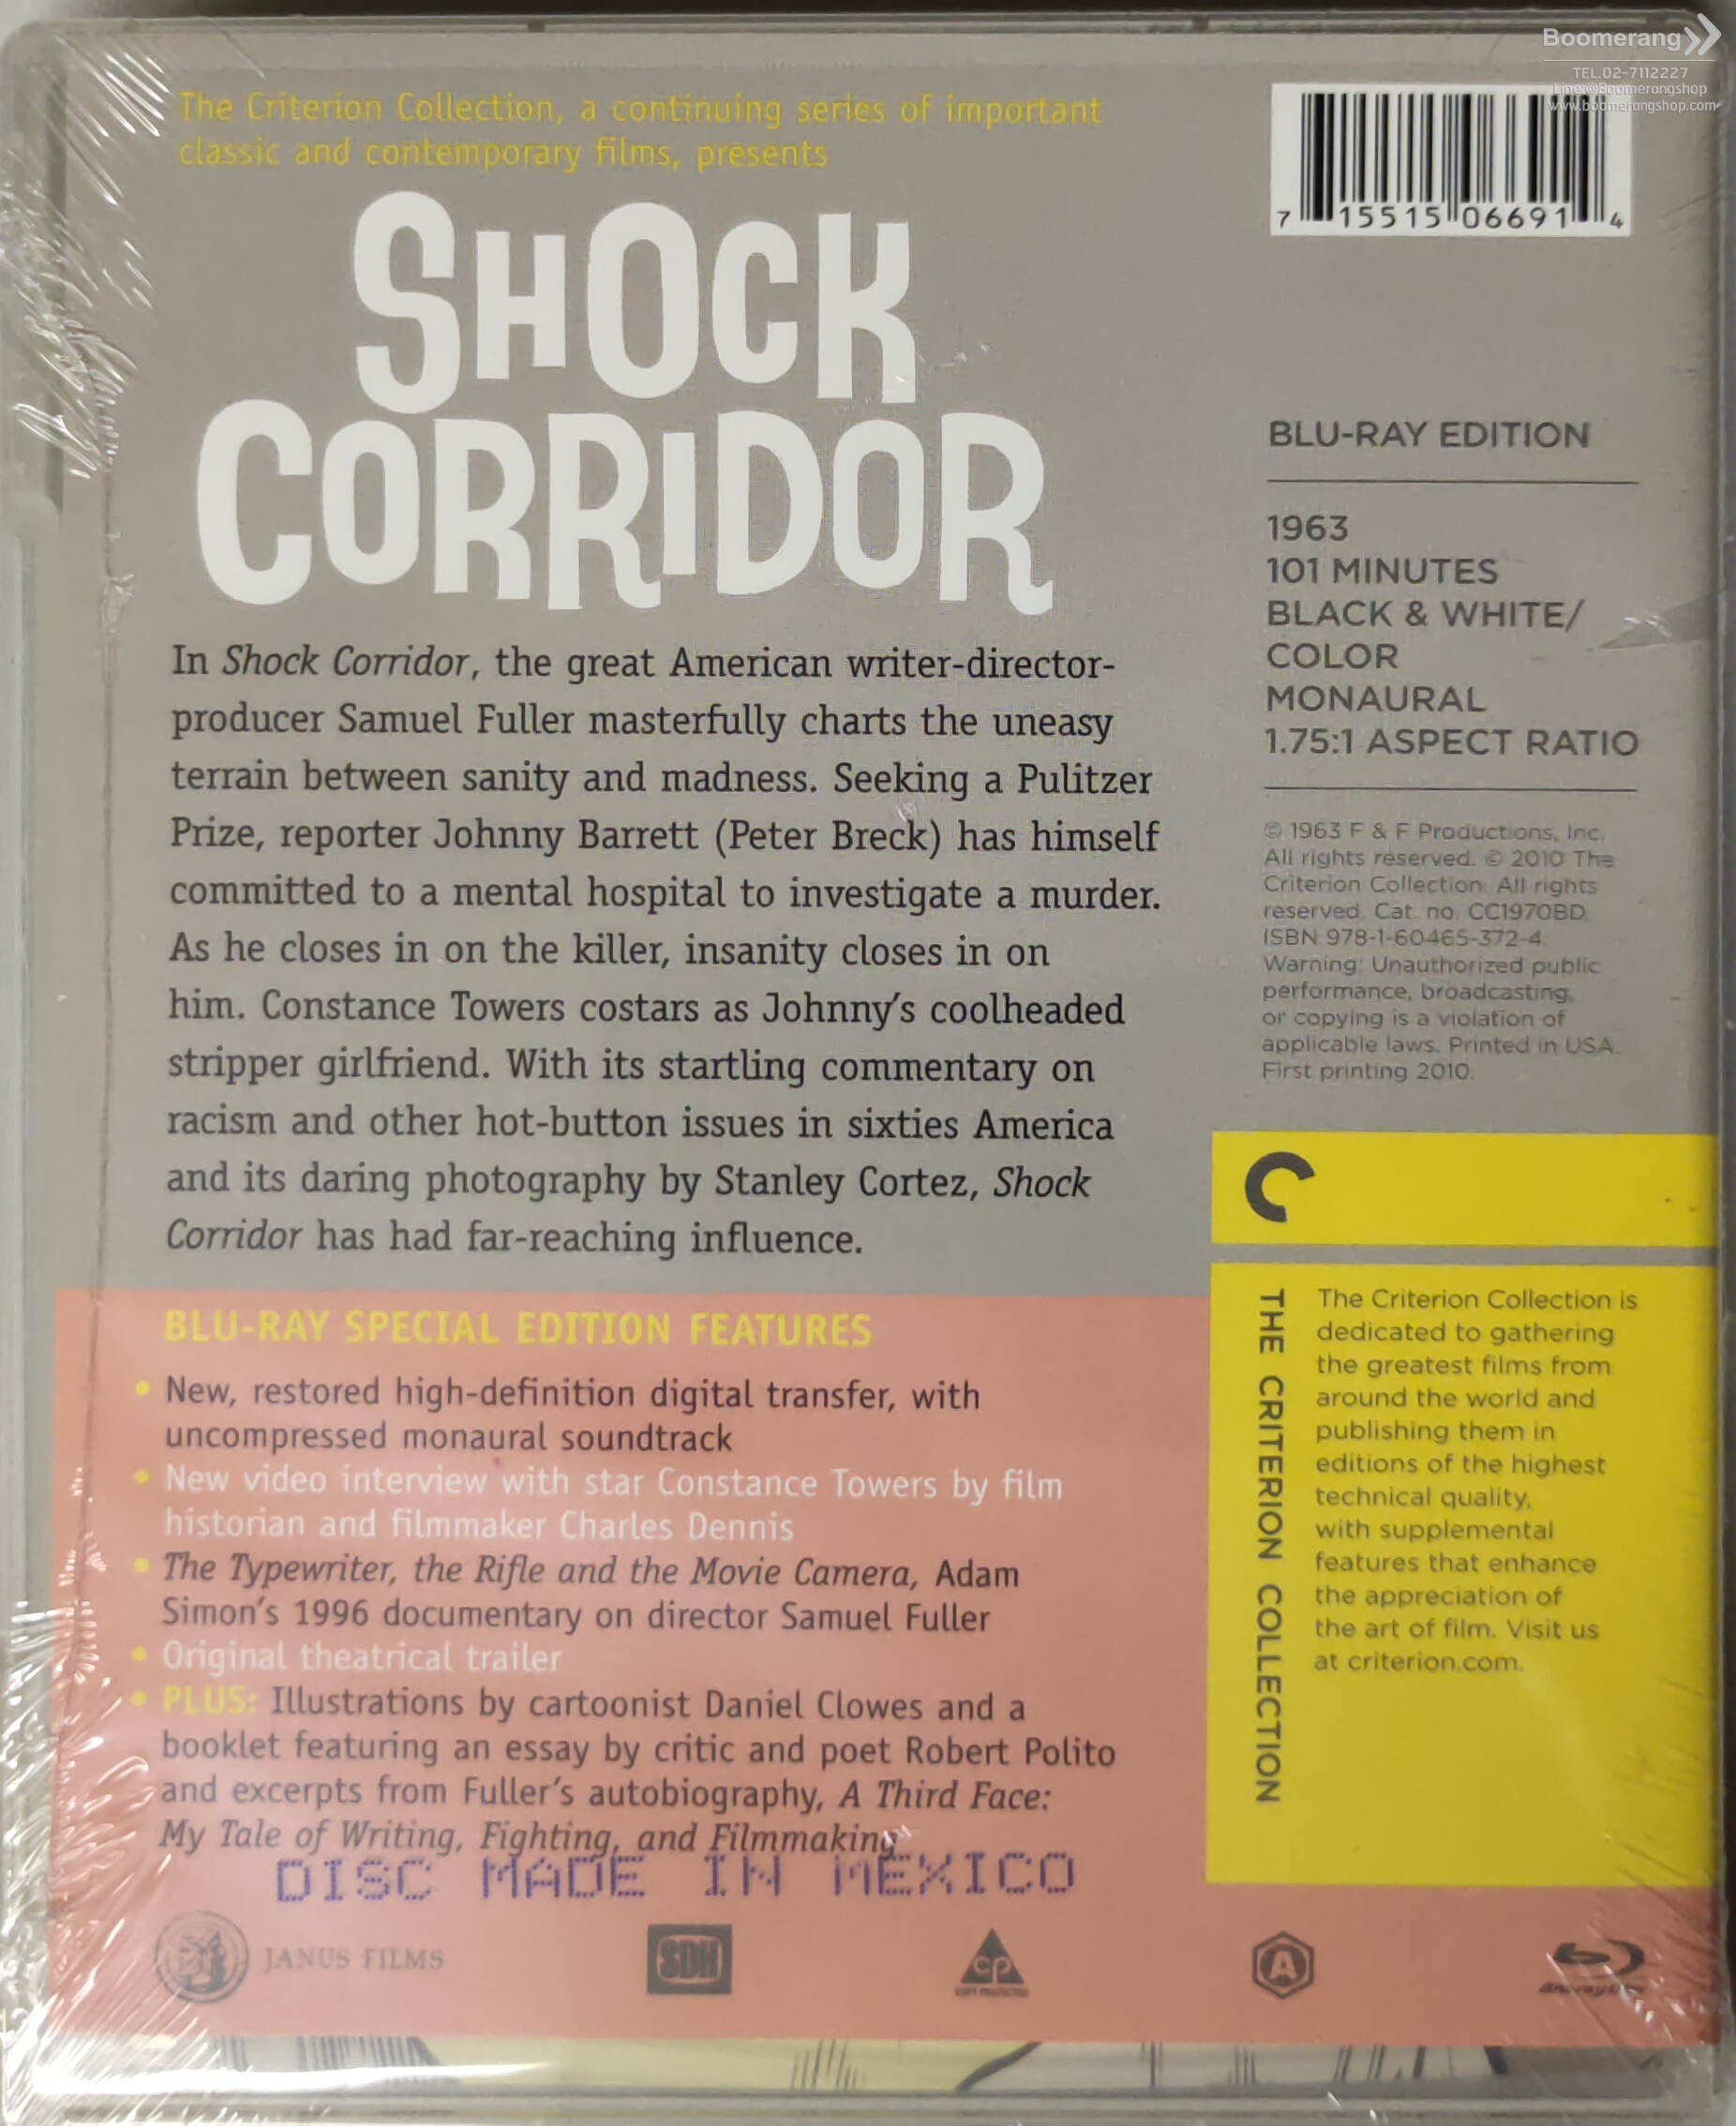 Boomerang
TEL.02-7112227
Line:@Boomerangshop
www.boomerangshop.com
The Criterion Collection, a continuing series of important
classic and contemporary films, presents
SHOCK
CORRIDOR
In Shock Corridor, the great American writer-director-
producer Samuel Fuller masterfully charts the uneasy
terrain between sanity and madness. Seeking a Pulitzer
Prize, reporter Johnny Barrett (Peter Breck) has himself
committed to a mental hospital to investigate a murder.
As he closes in on the killer, insanity closes in on
him. Constance Towers costars as Johnny's coolheaded
stripper girlfriend. With its startling commentary on
racism and other hot-button issues in sixties America
and its daring photography by Stanley Cortez, Shock
Corridor has had far-reaching influence.
BLU-RAY SPECIAL EDITION FEATURES
• New, restored high-definition digital transfer, with
uncompressed monaural soundtrack
• New video interview with star Constance Towers by film
historian and filmmaker Charles Dennis
• The Typewriter, the Rifle and the Movie Camera, Adam
Simon's 1996 documentary on director Samuel Fuller
• Original theatrical trailer
• PLUS: Illustrations by cartoonist Daniel Clowes and a
booklet featuring an essay by critic and poet Robert Polito
and excerpts from Fuller's autobiography, A Third Face:
My Tale of Writing, Fighting, and Filmmaking
DISC MADE IN MEXICO
JANUS FILMS
SDH
CP
A
7 15515 06691 4
BLU-RAY EDITION
1963
101 MINUTES
BLACK & WHITE/
COLOR
MONAURAL
1.75:1 ASPECT RATIO
© 1963 F & F Productions, Inc.
All rights reserved. © 2010 The
Criterion Collection. All rights
reserved. Cat. no. CC1970BD.
ISBN 978-1-60465-372-4.
Warning: Unauthorized public
performance, broadcasting,
or copying is a violation of
applicable laws. Printed in USA.
First printing 2010.
THE CRITERION COLLECTION
The Criterion Collection is
dedicated to gathering
the greatest films from
around the world and
publishing them in
editions of the highest
technical quality,
with supplemental
features that enhance
the appreciation of
the art of film. Visit us
at criterion.com.